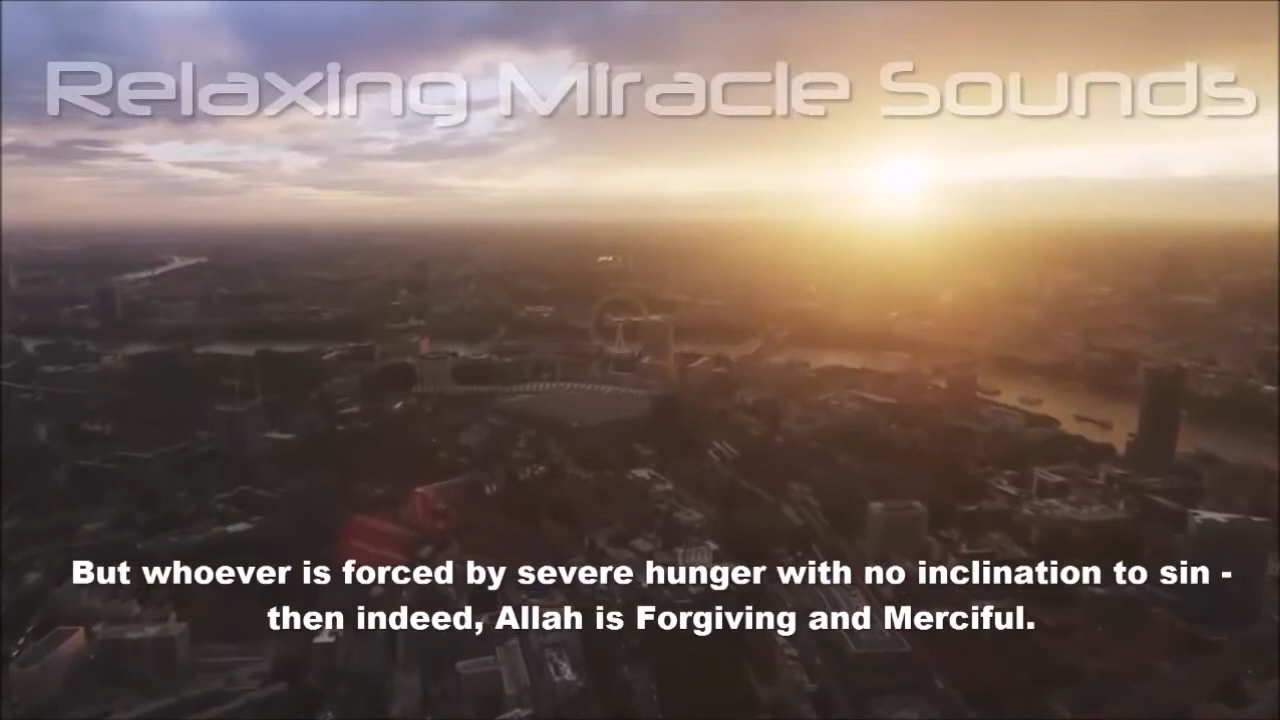 Relaxing Miracle Sounds
But whoever is forced by severe hunger with no inclination to sin -
then indeed, Allah is Forgiving and Merciful.